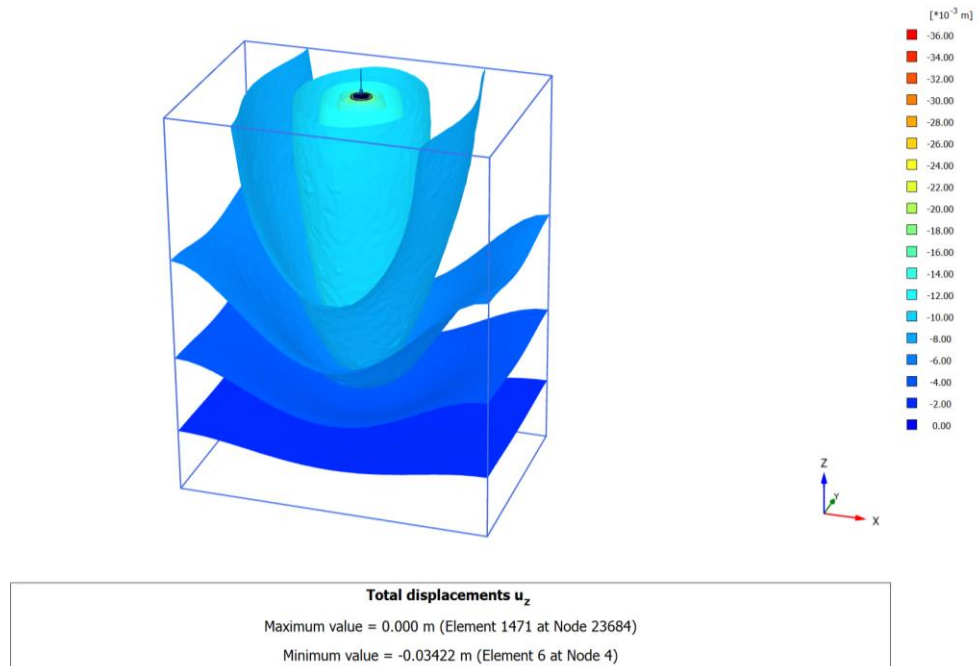 [*10⁻³ m]
-36.00
-34.00
-32.00
-30.00
-28.00
-26.00
-24.00
-22.00
-20.00
-18.00
-16.00
-14.00
-12.00
-10.00
-8.00
-6.00
-4.00
-2.00
0.00
Z
Y
X
Total displacements u_z
Maximum value = 0.000 m (Element 1471 at Node 23684)
Minimum value = -0.03422 m (Element 6 at Node 4)